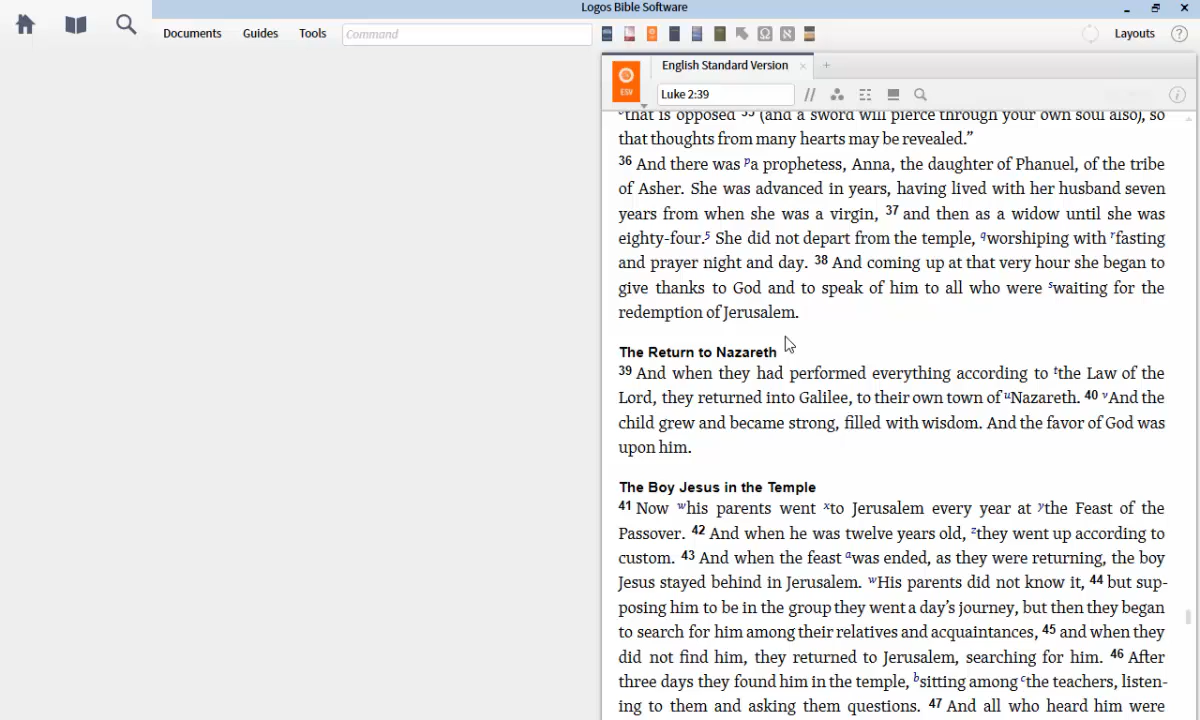 Logos Bible Software
Documents Guides Tools Command Layouts ?
English Standard Version × +
ESV Luke 2:39
that is opposed 35 (and a sword will pierce through your own soul also), so
that thoughts from many hearts may be revealed.”
36 And there was p a prophetess, Anna, the daughter of Phanuel, of the tribe
of Asher. She was advanced in years, having lived with her husband seven
years from when she was a virgin, 37 and then as a widow until she was
eighty-four.5 She did not depart from the temple, q worshiping with r fasting
and prayer night and day. 38 And coming up at that very hour she began to
give thanks to God and to speak of him to all who were s waiting for the
redemption of Jerusalem.
The Return to Nazareth
39 And when they had performed everything according to t the Law of the
Lord, they returned into Galilee, to their own town of u Nazareth. 40 v And the
child grew and became strong, filled with wisdom. And the favor of God was
upon him.
The Boy Jesus in the Temple
41 Now w his parents went x to Jerusalem every year at y the Feast of the
Passover. 42 And when he was twelve years old, z they went up according to
custom. 43 And when the feast a was ended, as they were returning, the boy
Jesus stayed behind in Jerusalem. w His parents did not know it, 44 but sup-
posing him to be in the group they went a day’s journey, but then they began
to search for him among their relatives and acquaintances, 45 and when they
did not find him, they returned to Jerusalem, searching for him. 46 After
three days they found him in the temple, b sitting among c the teachers, listen-
ing to them and asking them questions. 47 And all who heard him were